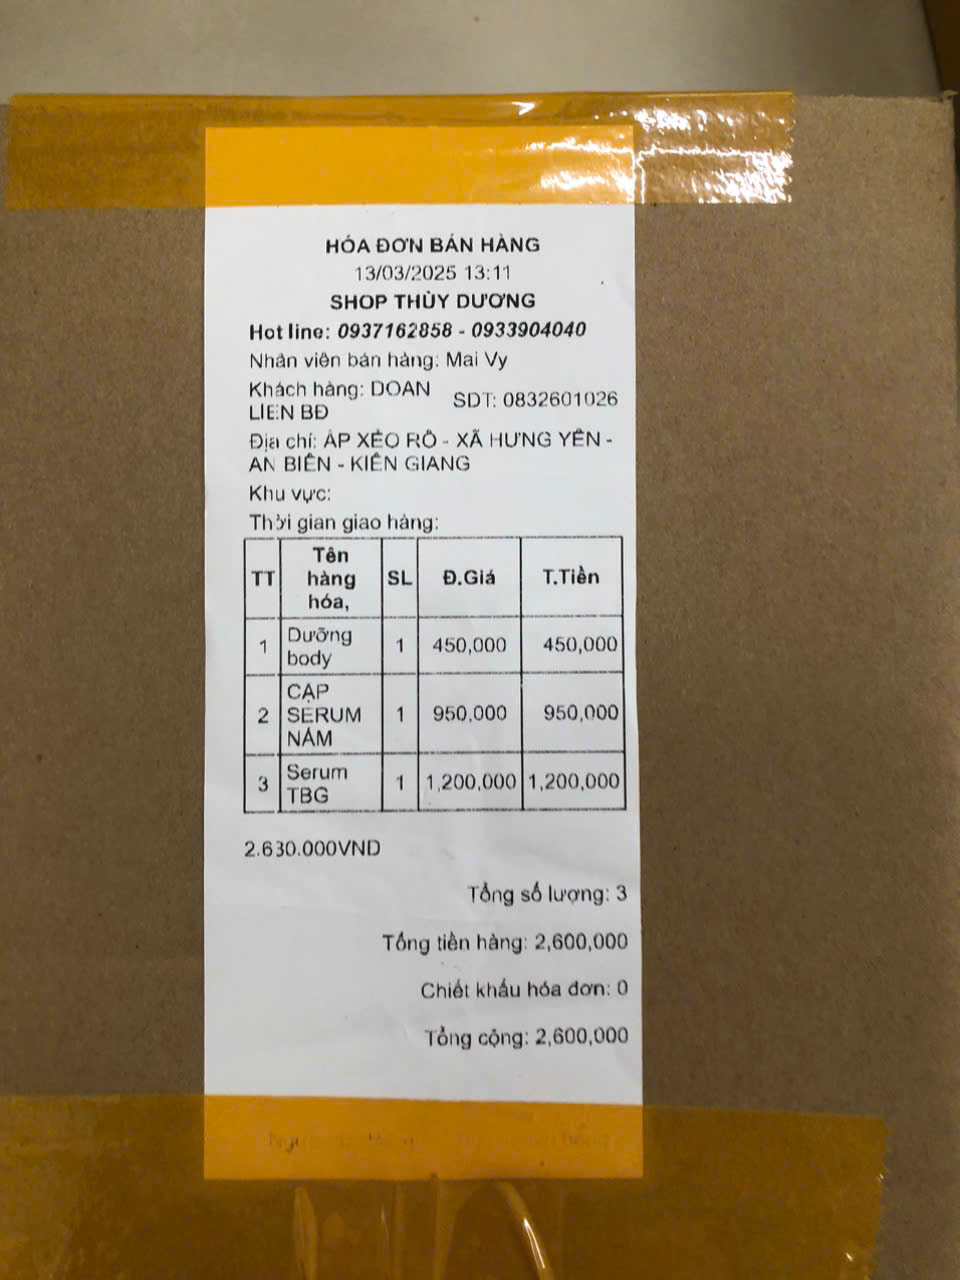 HÓA ĐƠN BÁN HÀNG
13/03/2025 13:11
SHOP THÙY DƯƠNG
Hot line: 0937162858 - 0933904040
Nhân viên bán hàng: Mai Vy
Khách hàng: DOAN LIEN BĐ SDT: 0832601026
Địa chỉ: ẤP XẺO RÔ - XÃ HƯNG YÊN -
AN BIÊN - KIÊN GIANG
Khu vực:
Thời gian giao hàng:
TT Tên hàng hóa, SL Đ.Giá T.Tiền
1 Dưỡng body 1 450,000 450,000
2 CẶP SERUM NÁM 1 950,000 950,000
3 Serum TBG 1 1,200,000 1,200,000
2.630.000VND
Tổng số lượng: 3
Tổng tiền hàng: 2,600,000
Chiết khấu hóa đơn: 0
Tổng cộng: 2,600,000